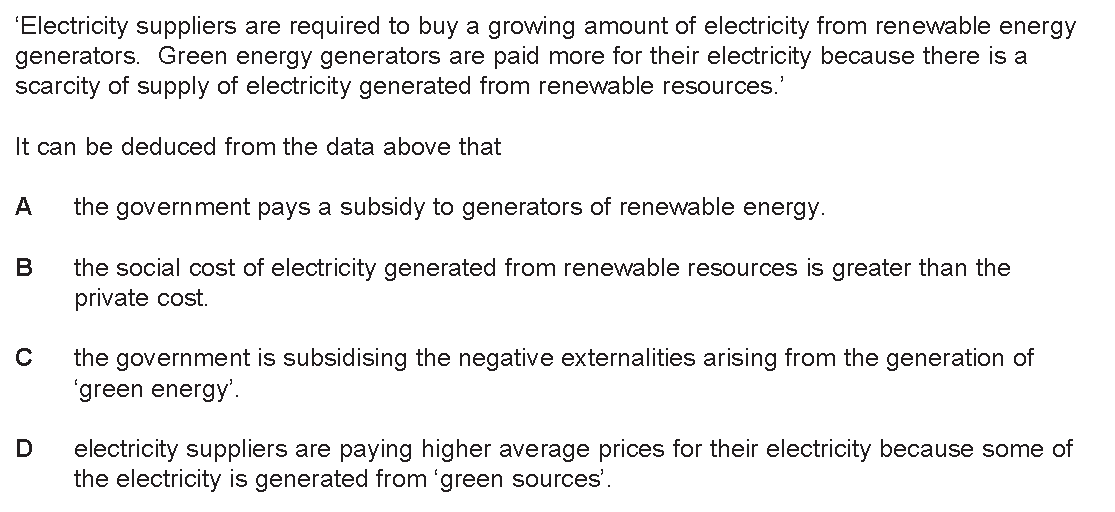 ‘Electricity suppliers are required to buy a growing amount of electricity from renewable energy
generators.  Green energy generators are paid more for their electricity because there is a
scarcity of supply of electricity generated from renewable resources.’
It can be deduced from the data above that
A the government pays a subsidy to generators of renewable energy.
B the social cost of electricity generated from renewable resources is greater than the
private cost.
C the government is subsidising the negative externalities arising from the generation of
‘green energy’.
D electricity suppliers are paying higher average prices for their electricity because some of
the electricity is generated from ‘green sources’.